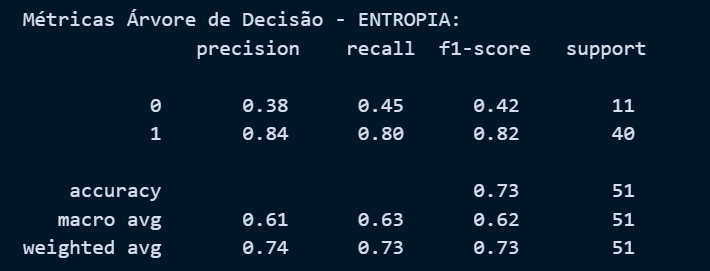 Métricas Árvore de Decisão - ENTROPIA:
precision recall f1-score support
0 0.38 0.45 0.42 11
1 0.84 0.80 0.82 40
accuracy 0.73 51
macro avg 0.61 0.63 0.62 51
weighted avg 0.74 0.73 0.73 51